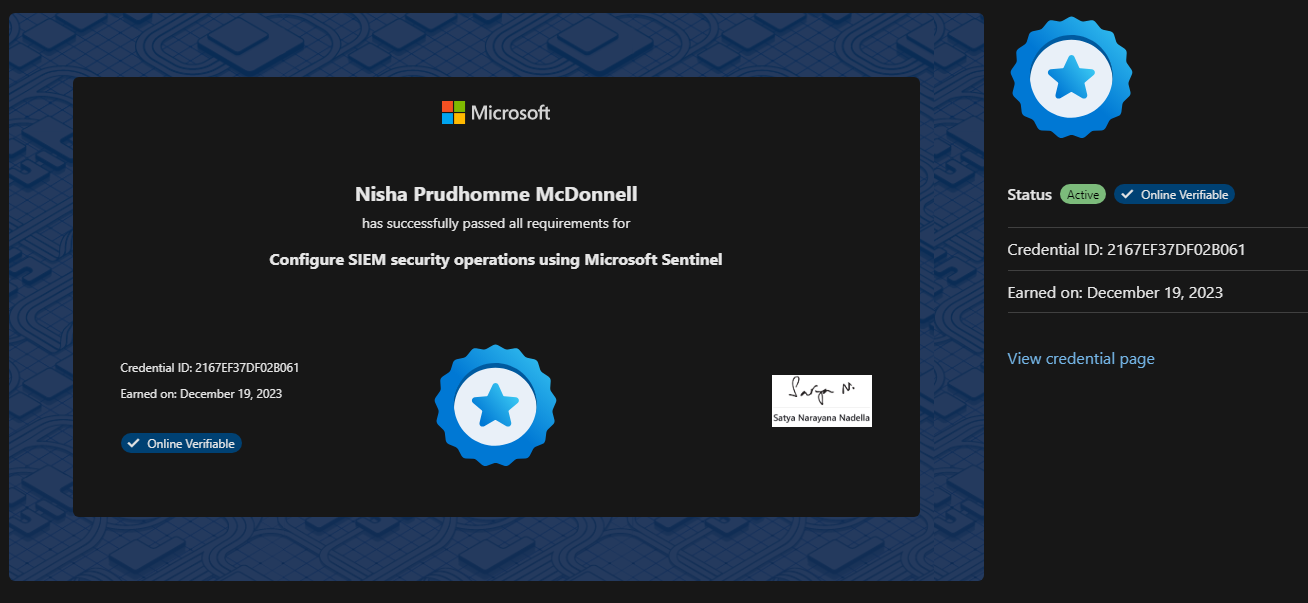 Microsoft
Nisha Prudhomme McDonnell
has successfully passed all requirements for
Configure SIEM security operations using Microsoft Sentinel
Credential ID: 2167EF37DF02B061
Earned on: December 19, 2023
Online Verifiable
Satya N.
Satya Narayana Nadella
Status Active Online Verifiable
Credential ID: 2167EF37DF02B061
Earned on: December 19, 2023
View credential page